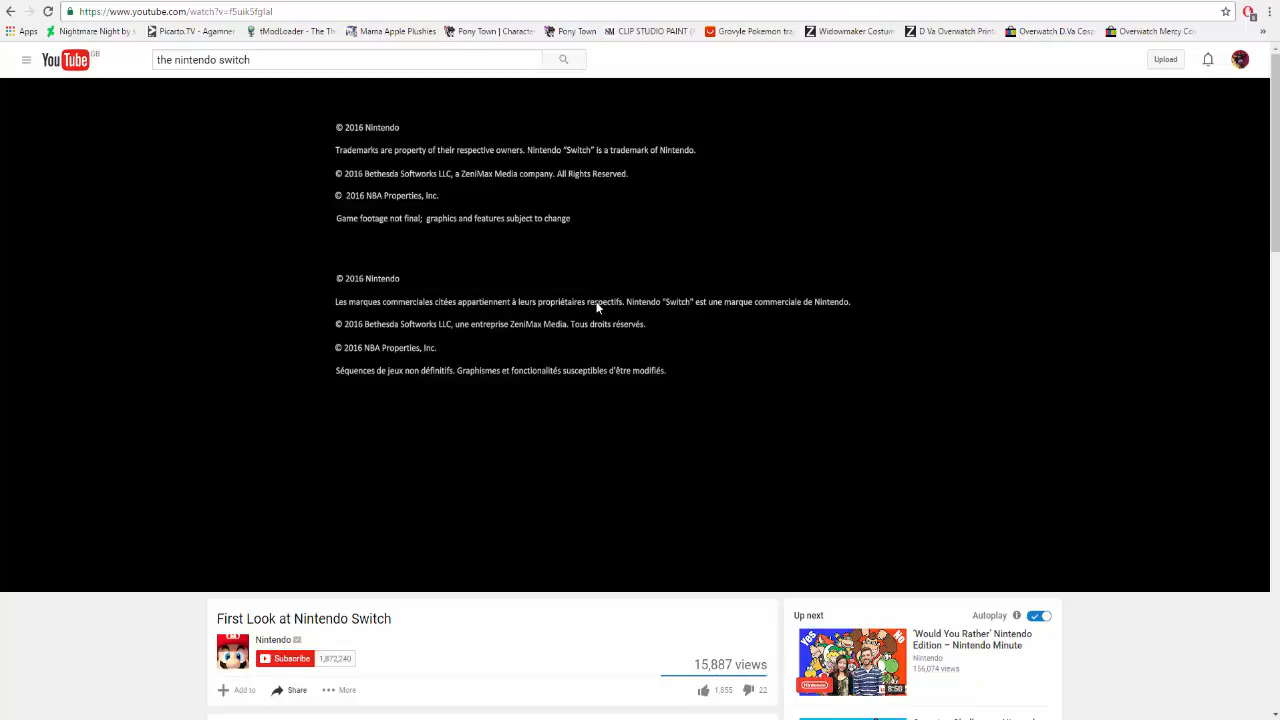 https://www.youtube.com/watch?v=f5uik5fgIaI
Apps Nightmare Night by s Picarto.TV - Agamner tModLoader - The Th Mama Apple Plushies Pony Town | Characte Pony Town CLIP STUDIO PAINT (M Grovyle Pokemon trap Widowmaker Costum D.Va Overwatch Print Overwatch D.Va Cosp Overwatch Mercy Co
YouTube GB
the nintendo switch
Upload
© 2016 Nintendo
Trademarks are property of their respective owners. Nintendo “Switch” is a trademark of Nintendo.
© 2016 Bethesda Softworks LLC, a ZeniMax Media company. All Rights Reserved.
© 2016 NBA Properties, Inc.
Game footage not final; graphics and features subject to change
© 2016 Nintendo
Les marques commerciales citées appartiennent à leurs propriétaires respectifs. Nintendo "Switch" est une marque commerciale de Nintendo.
© 2016 Bethesda Softworks LLC, une entreprise ZeniMax Media. Tous droits réservés.
© 2016 NBA Properties, Inc.
Séquences de jeux non définitifs. Graphismes et fonctionalités susceptibles d'être modifiés.
First Look at Nintendo Switch
Nintendo
Subscribe 1,872,240
15,887 views
Add to Share More
1,855 22
Up next Autoplay
'Would You Rather' Nintendo
Edition – Nintendo Minute
Nintendo
156,074 views
Yes No
Nintendo
8:50